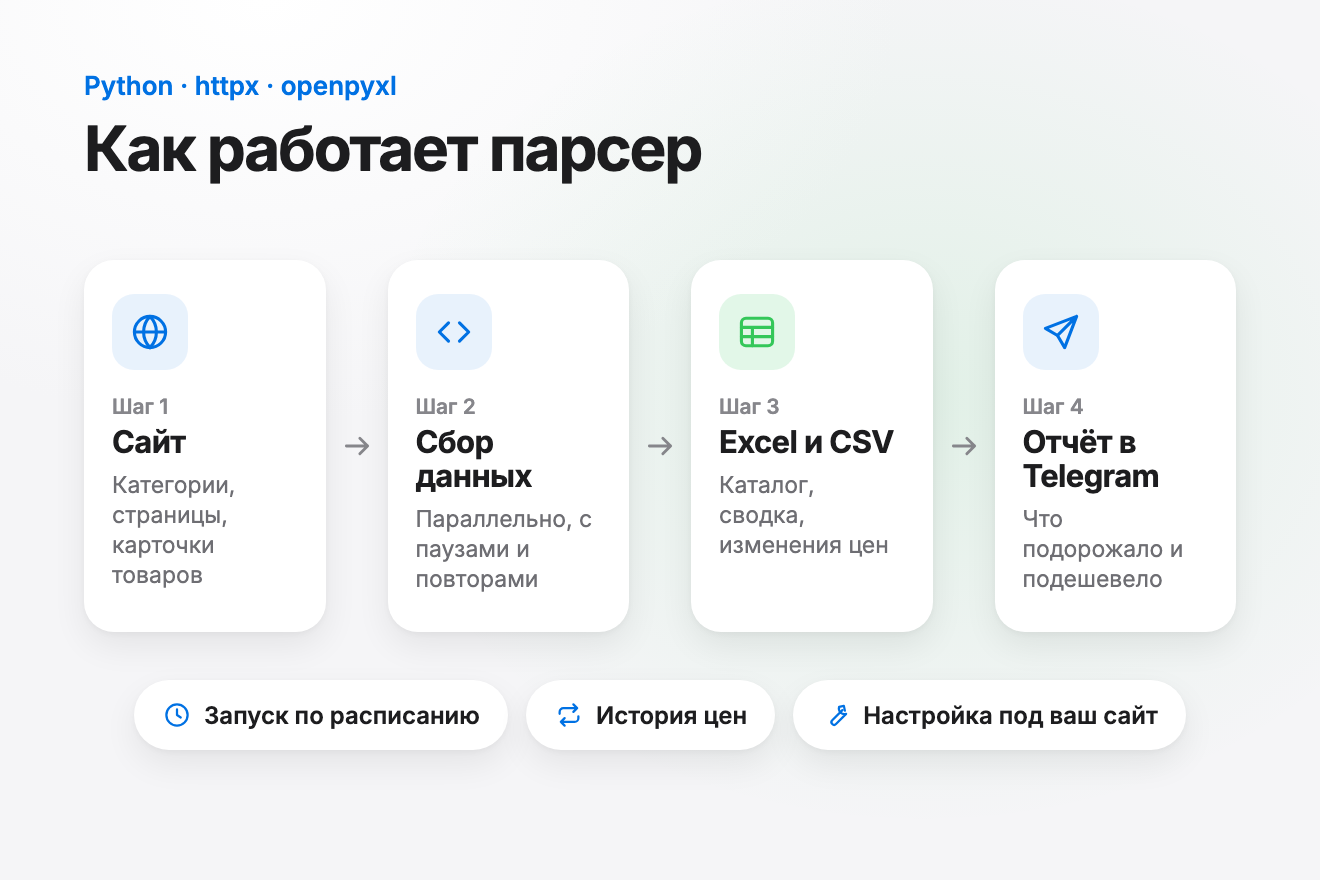 Python · httpx · openpyxl
Как работает парсер
Шаг 1
Сайт
Категории,
страницы,
карточки
товаров
Шаг 2
Сбор
данных
Параллельно, с
паузами и
повторами
Шаг 3
Excel и CSV
Каталог,
сводка,
изменения цен
Шаг 4
Отчёт в
Telegram
Что
подорожало и
подешевело
Запуск по расписанию
История цен
Настройка под ваш сайт